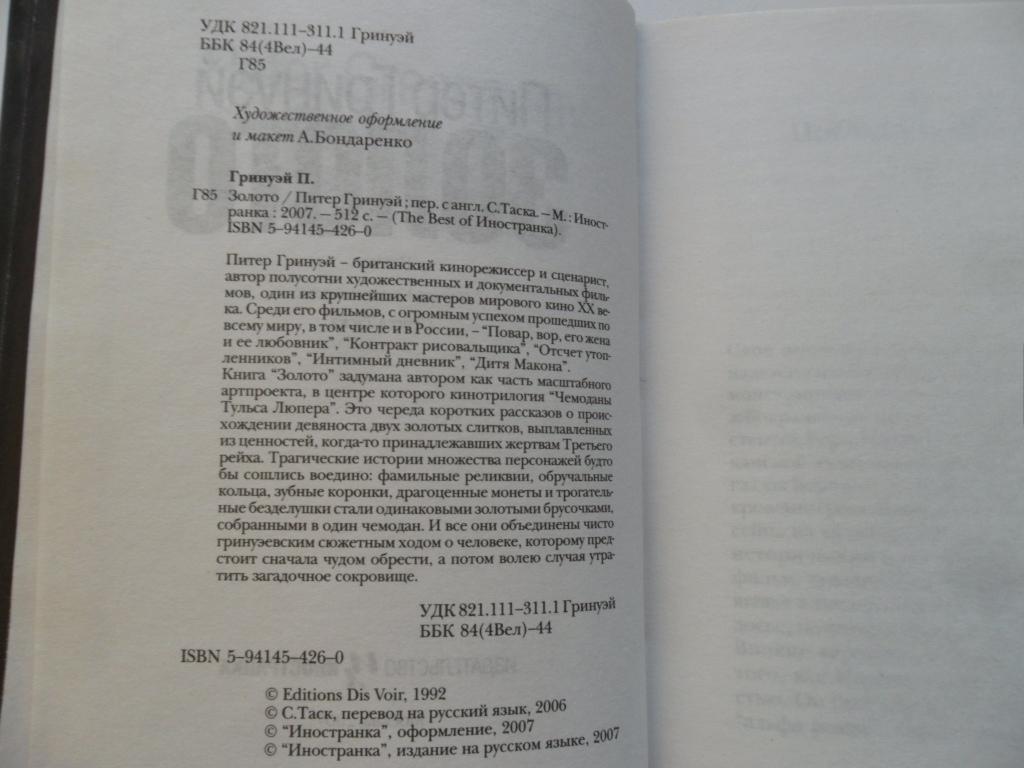 УДК 821.111–311.1 Гринуэй
ББК 84(4Вел)–44
Г85
Художественное оформление
и макет А.Бондаренко
Гринуэй П.
Г85 Золото / Питер Гринуэй ; пер. с англ. С.Таска. – М. : Иност-
ранка : 2007. – 512 с. – (The Best of Иностранка).
ISBN 5–94145–426–0
Питер Гринуэй – британский кинорежиссер и сценарист,
автор полусотни художественных и документальных филь-
мов, один из крупнейших мастеров мирового кино XX ве-
ка. Среди его фильмов, с огромным успехом прошедших по
всему миру, в том числе и в России, – “Повар, вор, его жена
и ее любовник”, “Контракт рисовальщика”, “Отсчет утоп-
ленников”, “Интимный дневник”, “Дитя Макона”.
Книга “Золото” задумана автором как часть масштабного
артпроекта, в центре которого кинотрилогия “Чемоданы
Тульса Люпера”. Это череда коротких рассказов о проис-
хождении девяноста двух золотых слитков, выплавленных
из ценностей, когда-то принадлежавших жертвам Третьего
рейха. Трагические истории множества персонажей будто
бы сошлись воедино: фамильные реликвии, обручальные
кольца, зубные коронки, драгоценные монеты и трогатель-
ные безделушки стали одинаковыми золотыми брусочками,
собранными в один чемодан. И все они объединены чисто
гринуэевским сюжетным ходом о человеке, которому пред-
стоит сначала чудом обрести, а потом волею случая утра-
тить загадочное сокровище.
УДК 821.111–311.1 Гринуэй
ББК 84(4Вел)–44
ISBN 5–94145–426–0
© Editions Dis Voir, 1992
© С.Таск, перевод на русский язык, 2006
© “Иностранка”, оформление, 2007
© “Иностранка”, издание на русском языке, 2007